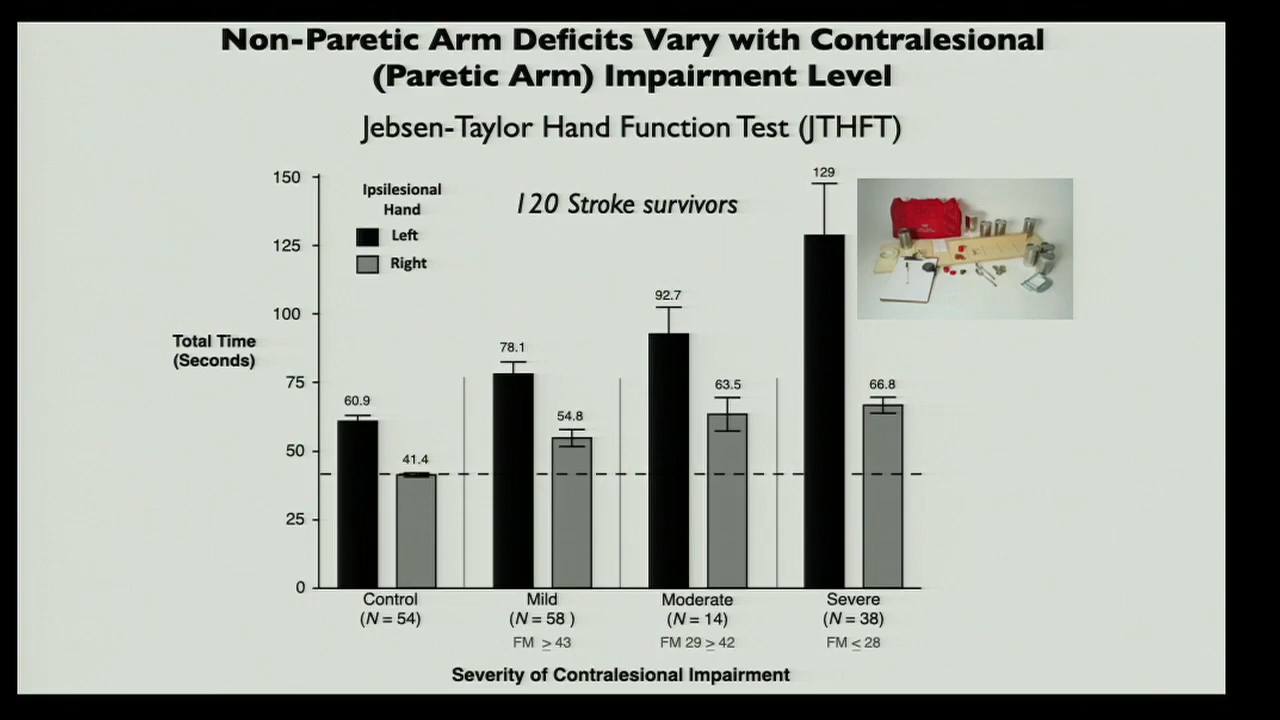 Non-Paretic Arm Deficits Vary with Contralesional
(Paretic Arm) Impairment Level
Jebsen-Taylor Hand Function Test (JTHFT)
120 Stroke survivors
Ipsilesional
Hand
Left
Right
Total Time
(Seconds)
150
125
100
75
50
25
0
60.9
41.4
78.1
54.8
92.7
63.5
129
66.8
Control
(N = 54)
Mild
(N = 58 )
FM ≥ 43
Moderate
(N = 14)
FM 29 ≥ 42
Severe
(N = 38)
FM ≤ 28
Severity of Contralesional Impairment